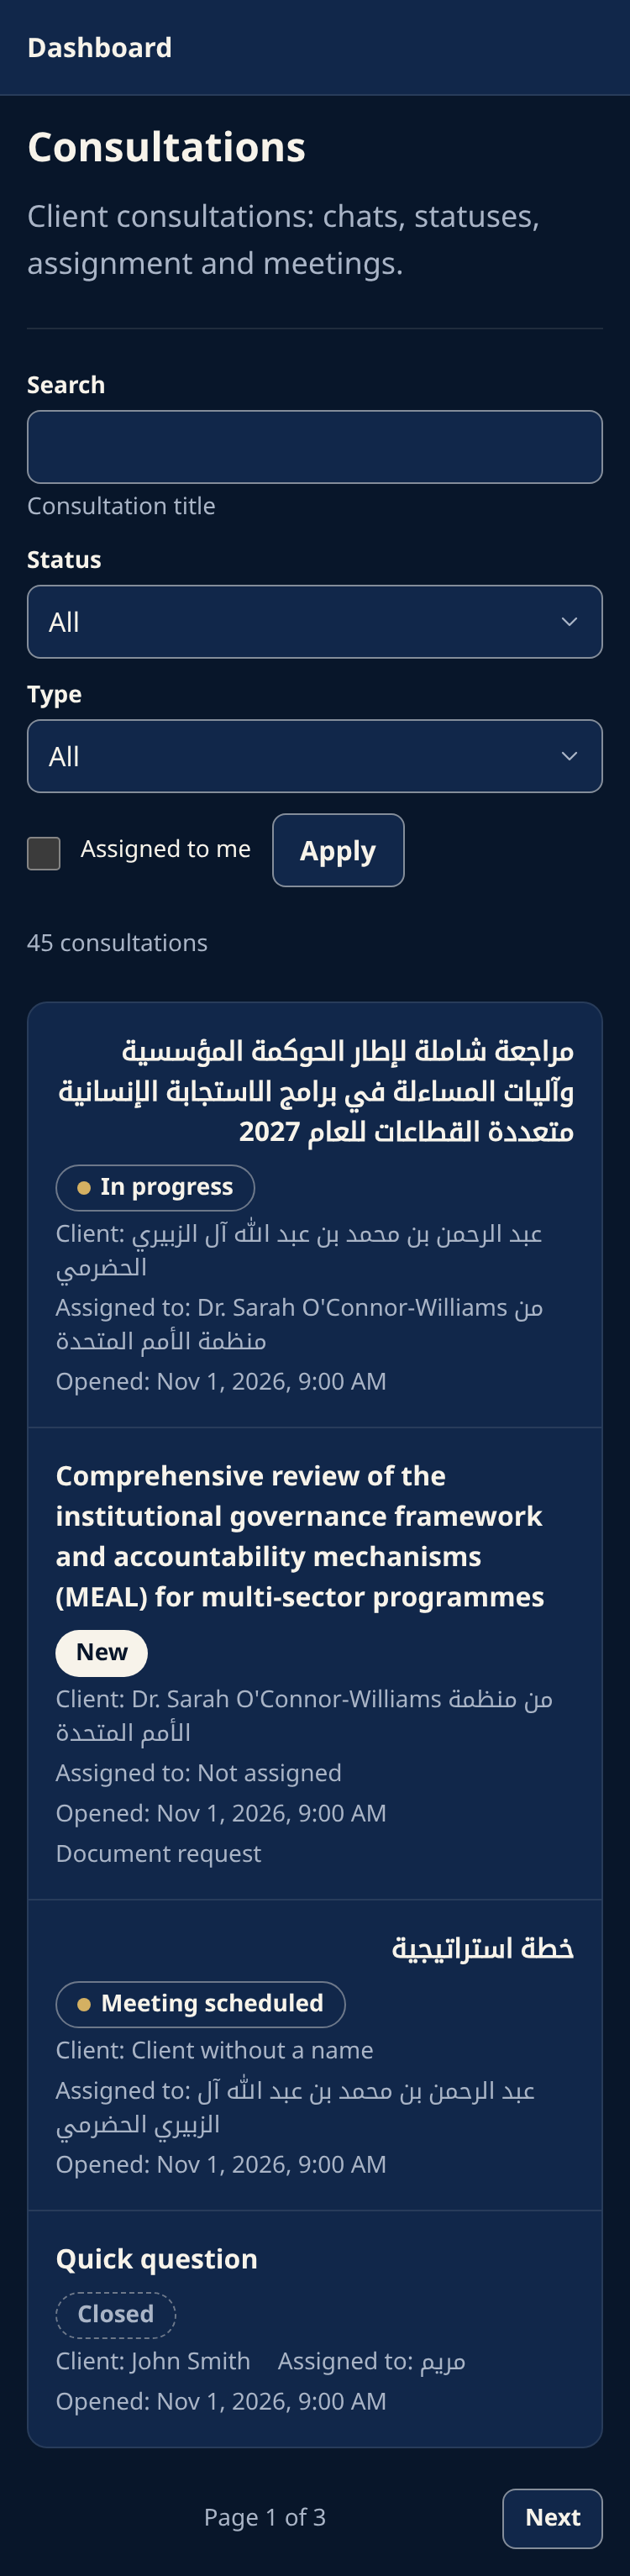 Dashboard
Consultations
Client consultations: chats, statuses,
assignment and meetings.
Search
Consultation title
Status
All
Type
All
Assigned to me
Apply
45 consultations
مراجعة شاملة لإطار الحوكمة المؤسسية
وآليات المساءلة في برامج الاستجابة الإنسانية
متعددة القطاعات للعام 2027
In progress
Client: عبد الرحمن بن محمد بن عبد الله آل الزبيري
الحضرمي
Assigned to: Dr. Sarah O'Connor-Williams من
منظمة الأمم المتحدة
Opened: Nov 1, 2026, 9:00 AM
Comprehensive review of the
institutional governance framework
and accountability mechanisms
(MEAL) for multi-sector programmes
New
Client: Dr. Sarah O'Connor-Williams من منظمة
الأمم المتحدة
Assigned to: Not assigned
Opened: Nov 1, 2026, 9:00 AM
Document request
خطة استراتيجية
Meeting scheduled
Client: Client without a name
Assigned to: عبد الرحمن بن محمد بن عبد الله آل
الزبيري الحضرمي
Opened: Nov 1, 2026, 9:00 AM
Quick question
Closed
Client: John Smith Assigned to: مريم
Opened: Nov 1, 2026, 9:00 AM
Page 1 of 3
Next